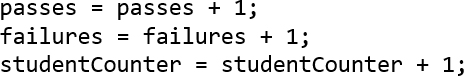 passes = passes + 1;
failures = failures + 1;
studentCounter = studentCounter + 1;